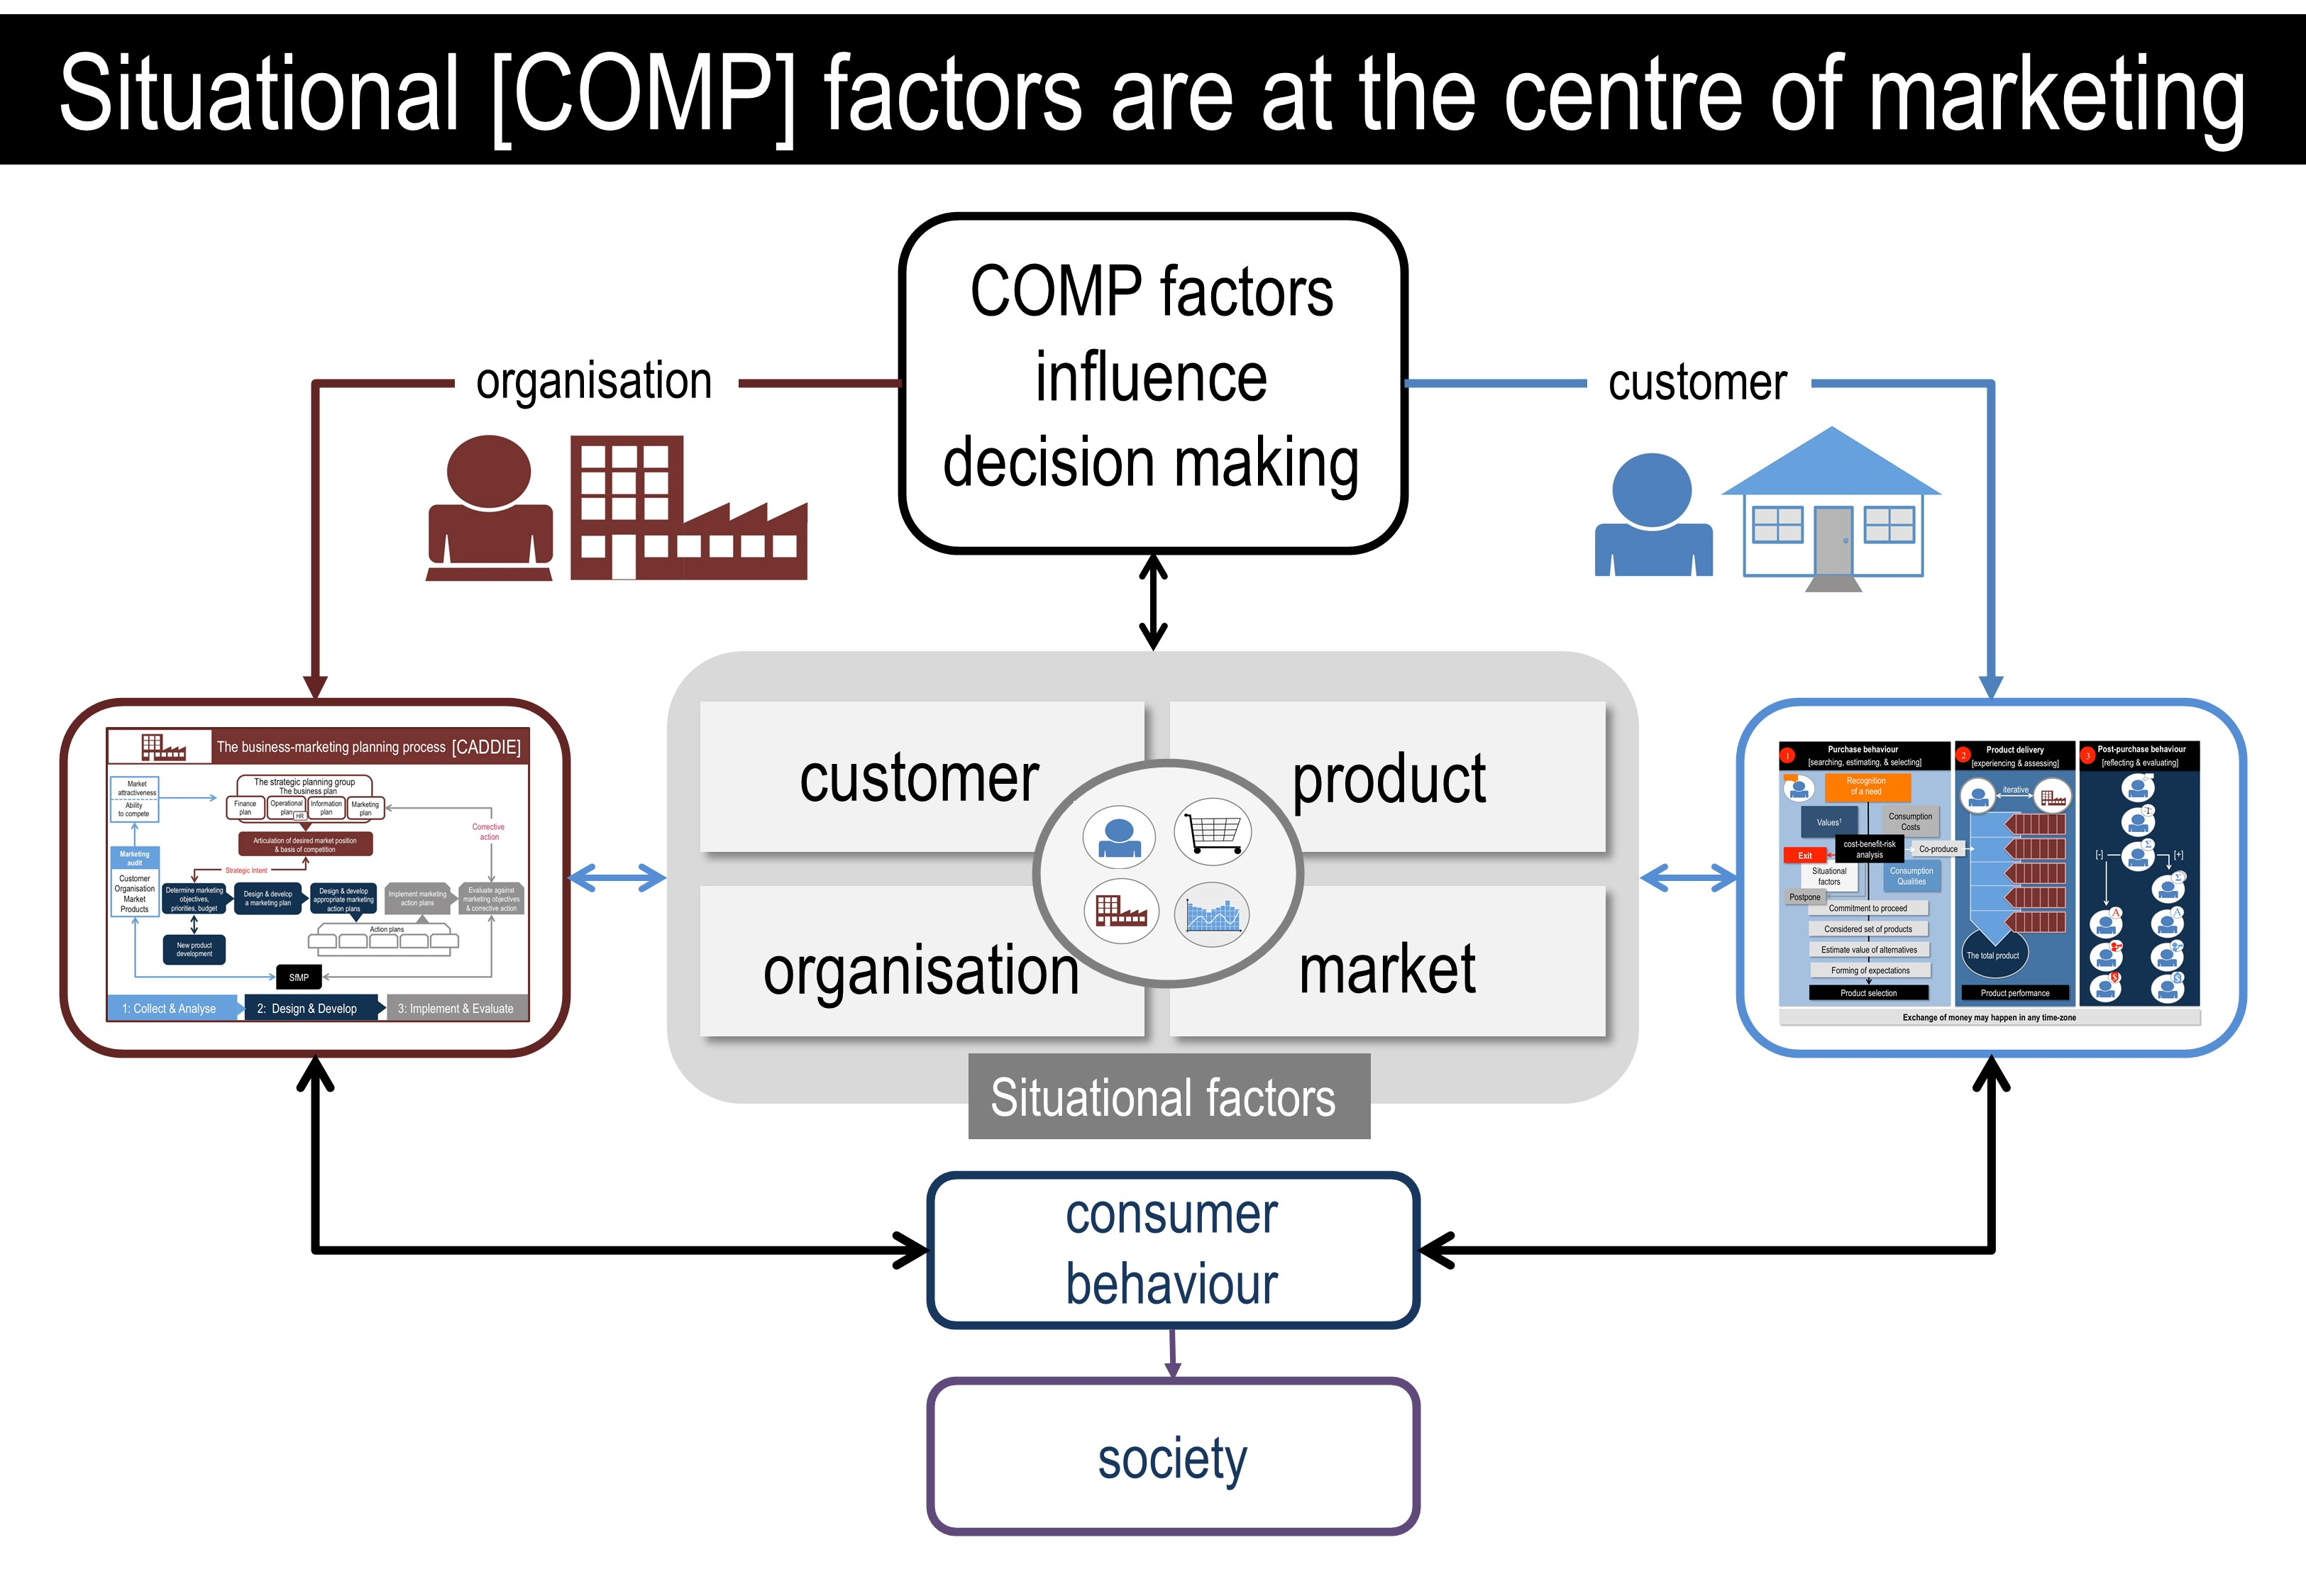 Situational [COMP] factors are at the centre of marketing
COMP factors
influence
decision making
organisation
customer
customer
product
organisation
market
Situational factors
The business-marketing planning process [CADDIE]
Market
attractiveness
Ability
to compete
The strategic planning group
The business plan
Finance
plan
Operational
plan
HR
Information
plan
Marketing
plan
Articulation of desired market position
& basis of competition
Corrective
action
Strategic Intent
Marketing
audit
Customer
Organisation
Market
Products
Determine marketing
objectives,
priorities, budget
Design & develop
a marketing plan
Design & develop
appropriate marketing
action plans
Implement marketing
action plans
Evaluate against
marketing objectives
& corrective action
Action plans
New product
development
SfMP
1: Collect & Analyse
2: Design & Develop
3: Implement & Evaluate
1
Purchase behaviour
[searching, estimating, & selecting]
Recognition
of a need
Values¹
Consumption
Costs
cost-benefit-risk
analysis
Exit
Co-produce
Situational
factors
Consumption
Qualities
Postpone
Commitment to proceed
Considered set of products
Estimate value of alternatives
Forming of expectations
Product selection
2
Product delivery
[experiencing & assessing]
iterative
The total product
Product performance
3
Post-purchase behaviour
[reflecting & evaluating]
T
Σ
[-]
[+]
Σ
A
A
$
$
Exchange of money may happen in any time-zone
consumer
behaviour
society